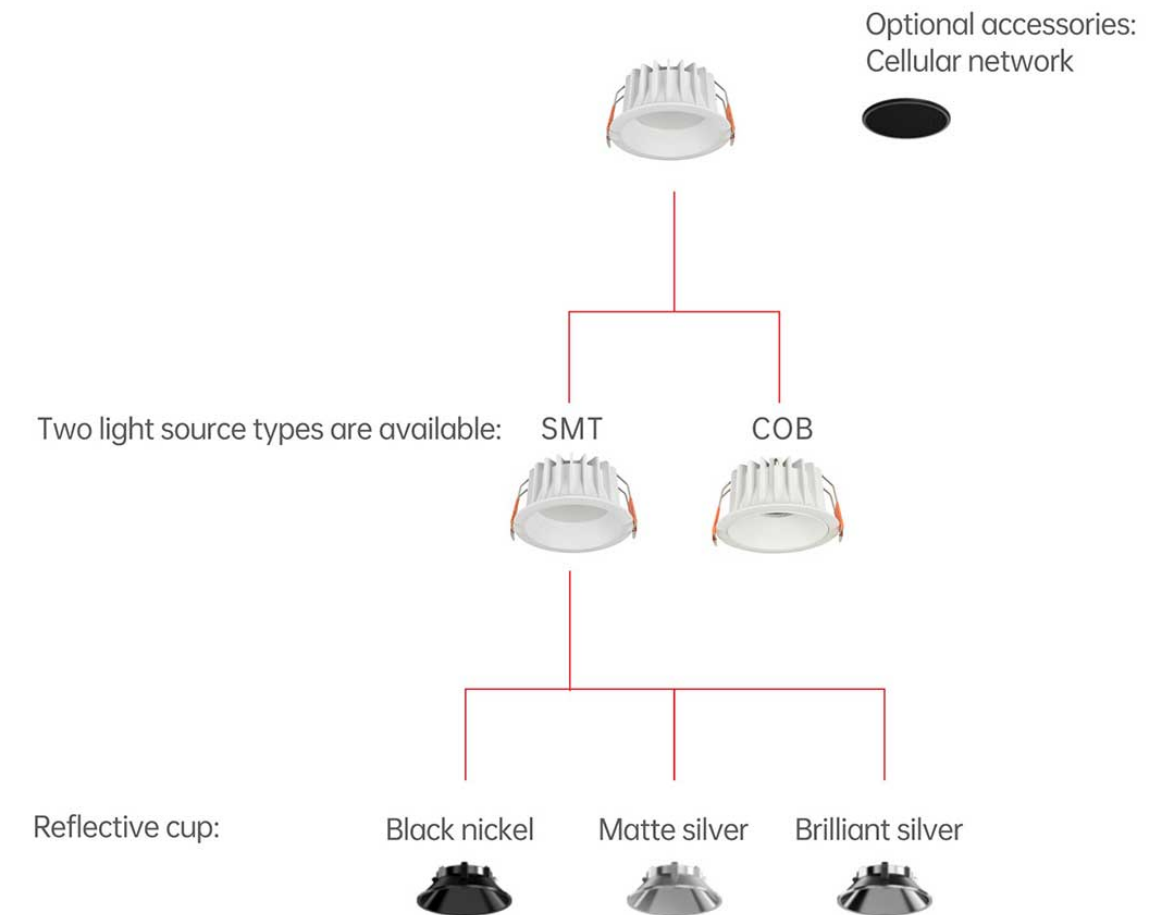 Optional accessories:
Cellular network
Two light source types are available: SMT COB
Reflective cup: Black nickel Matte silver Brilliant silver